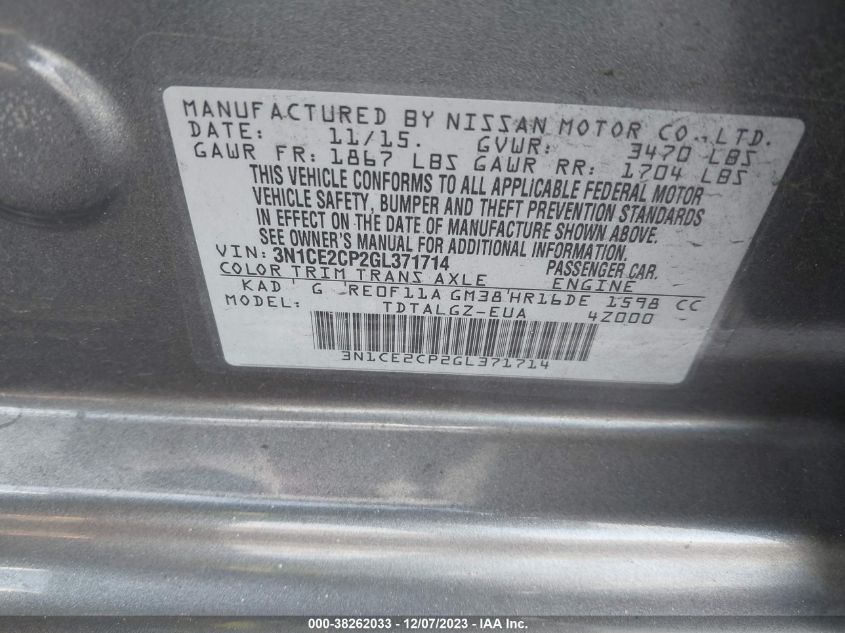 MANUFACTURED BY NISSAN MOTOR CO., LTD.
DATE: 11/15. GVWR: 3470 LBS
GAWR FR: 1867 LBS GAWR RR: 1704 LBS
THIS VEHICLE CONFORMS TO ALL APPLICABLE FEDERAL MOTOR
VEHICLE SAFETY, BUMPER AND THEFT PREVENTION STANDARDS
IN EFFECT ON THE DATE OF MANUFACTURE SHOWN ABOVE.
SEE OWNER'S MANUAL FOR ADDITIONAL INFORMATION.
VIN: 3N1CE2CP2GL371714 PASSENGER CAR.
COLOR TRIM TRANS AXLE ENGINE
KAD ' G 'RE0F11A GM38'HR16DE 1598 CC
MODEL: TDTALGZ-EUA 4Z000
3N1CE2CP2GL371714
000-38262033 - 12/07/2023 - IAAI Inc.